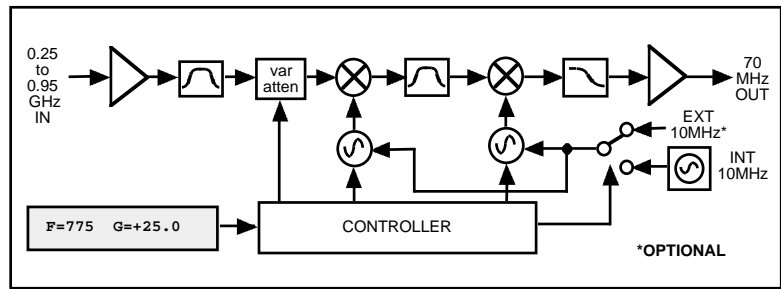 0.25
to
0.95
GHz
IN
var
atten
70
MHz
OUT
EXT
10MHz*
INT
10MHz
F=775 G=+25.0
CONTROLLER
*OPTIONAL